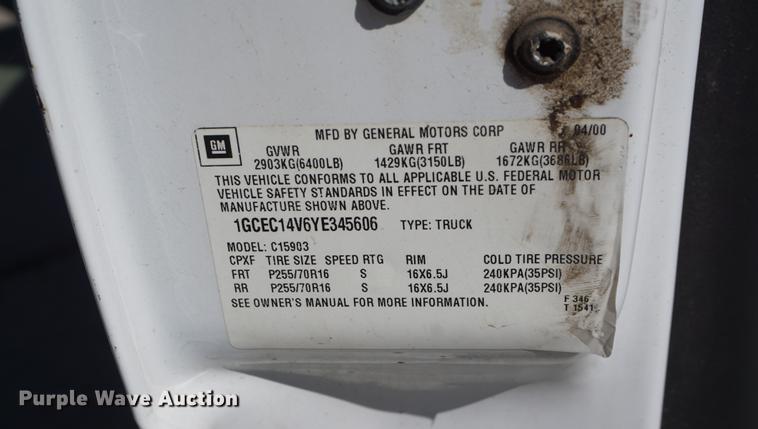 GM
MFD BY GENERAL MOTORS CORP 04/00
GVWR GAWR FRT GAWR RR
2903KG(6400LB) 1429KG(3150LB) 1672KG(3686LB)
THIS VEHICLE CONFORMS TO ALL APPLICABLE U.S. FEDERAL MOTOR
VEHICLE SAFETY STANDARDS IN EFFECT ON THE DATE OF
MANUFACTURE SHOWN ABOVE.
1GCEC14V6YE345606 TYPE: TRUCK
MODEL: C15903
CPXF TIRE SIZE SPEED RTG RIM COLD TIRE PRESSURE
FRT P255/70R16 S 16X6.5J 240KPA(35PSI)
RR P255/70R16 S 16X6.5J 240KPA(35PSI)
SEE OWNER'S MANUAL FOR MORE INFORMATION. F 346
T 1541
Purple Wave Auction